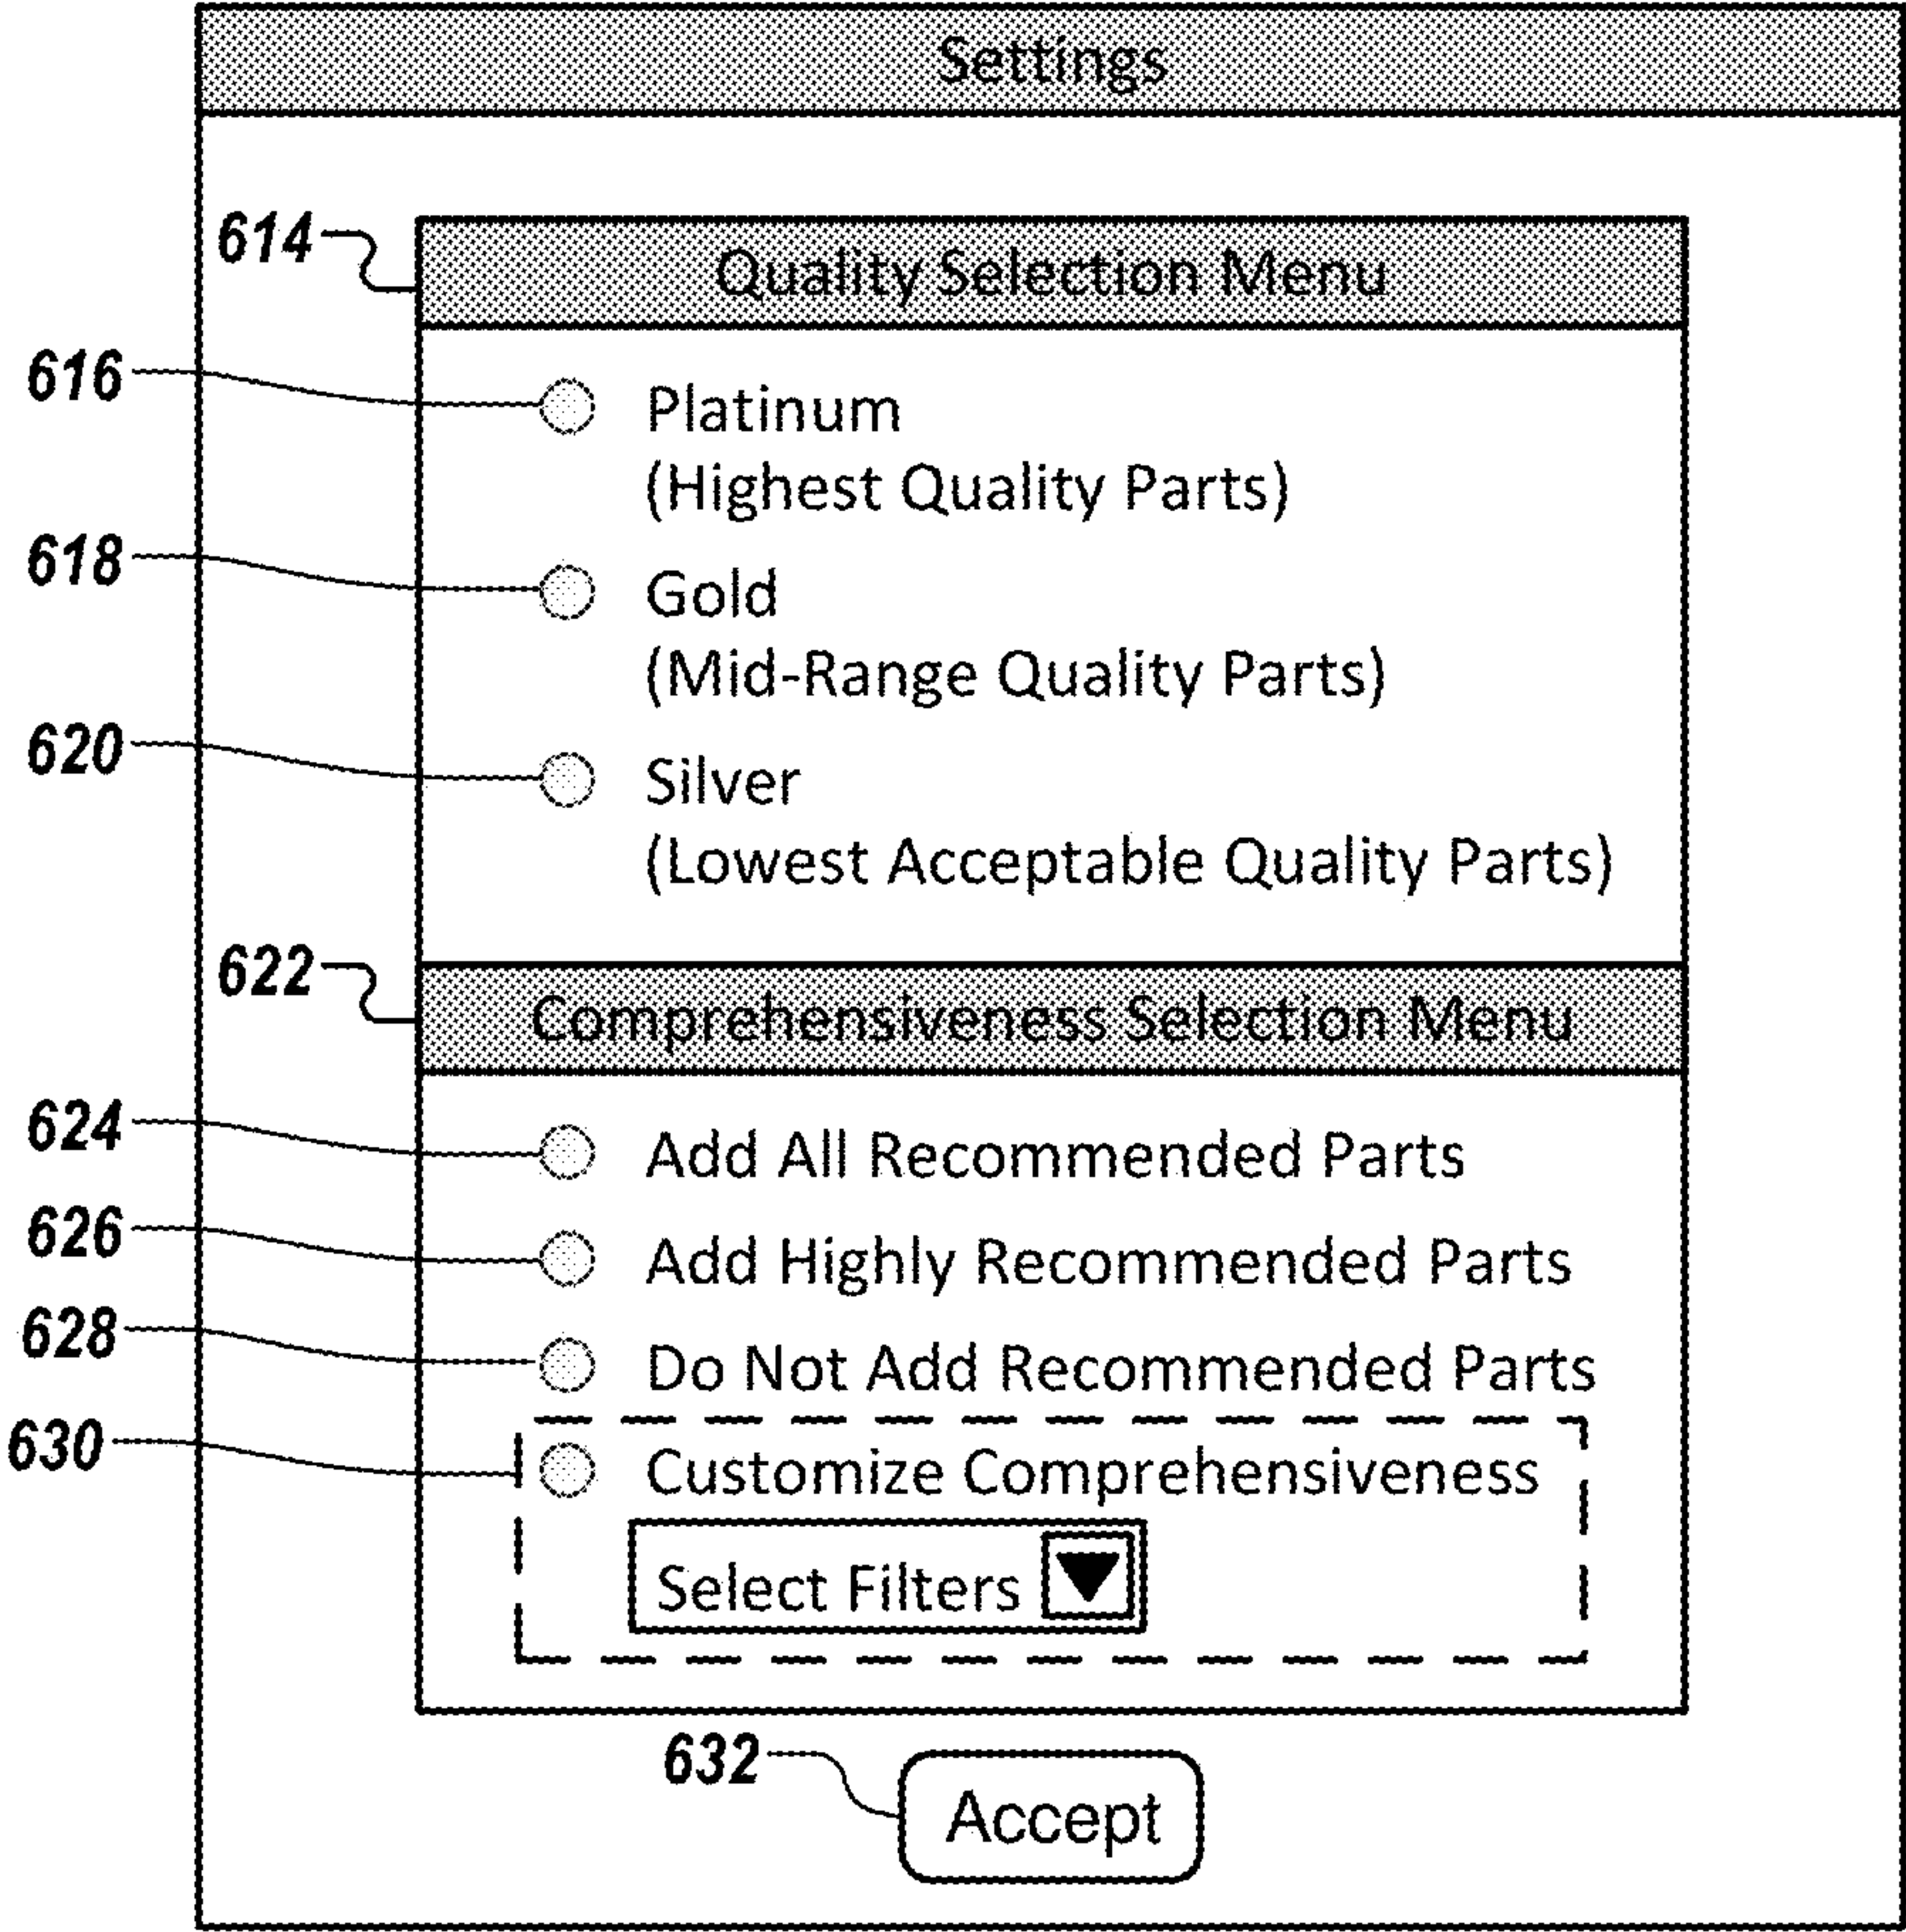 Settings
614
Quality Selection Menu
616
Platinum
(Highest Quality Parts)
618
Gold
(Mid-Range Quality Parts)
620
Silver
(Lowest Acceptable Quality Parts)
622
Comprehensiveness Selection Menu
624
Add All Recommended Parts
626
Add Highly Recommended Parts
628
Do Not Add Recommended Parts
630
Customize Comprehensiveness
Select Filters
632
Accept